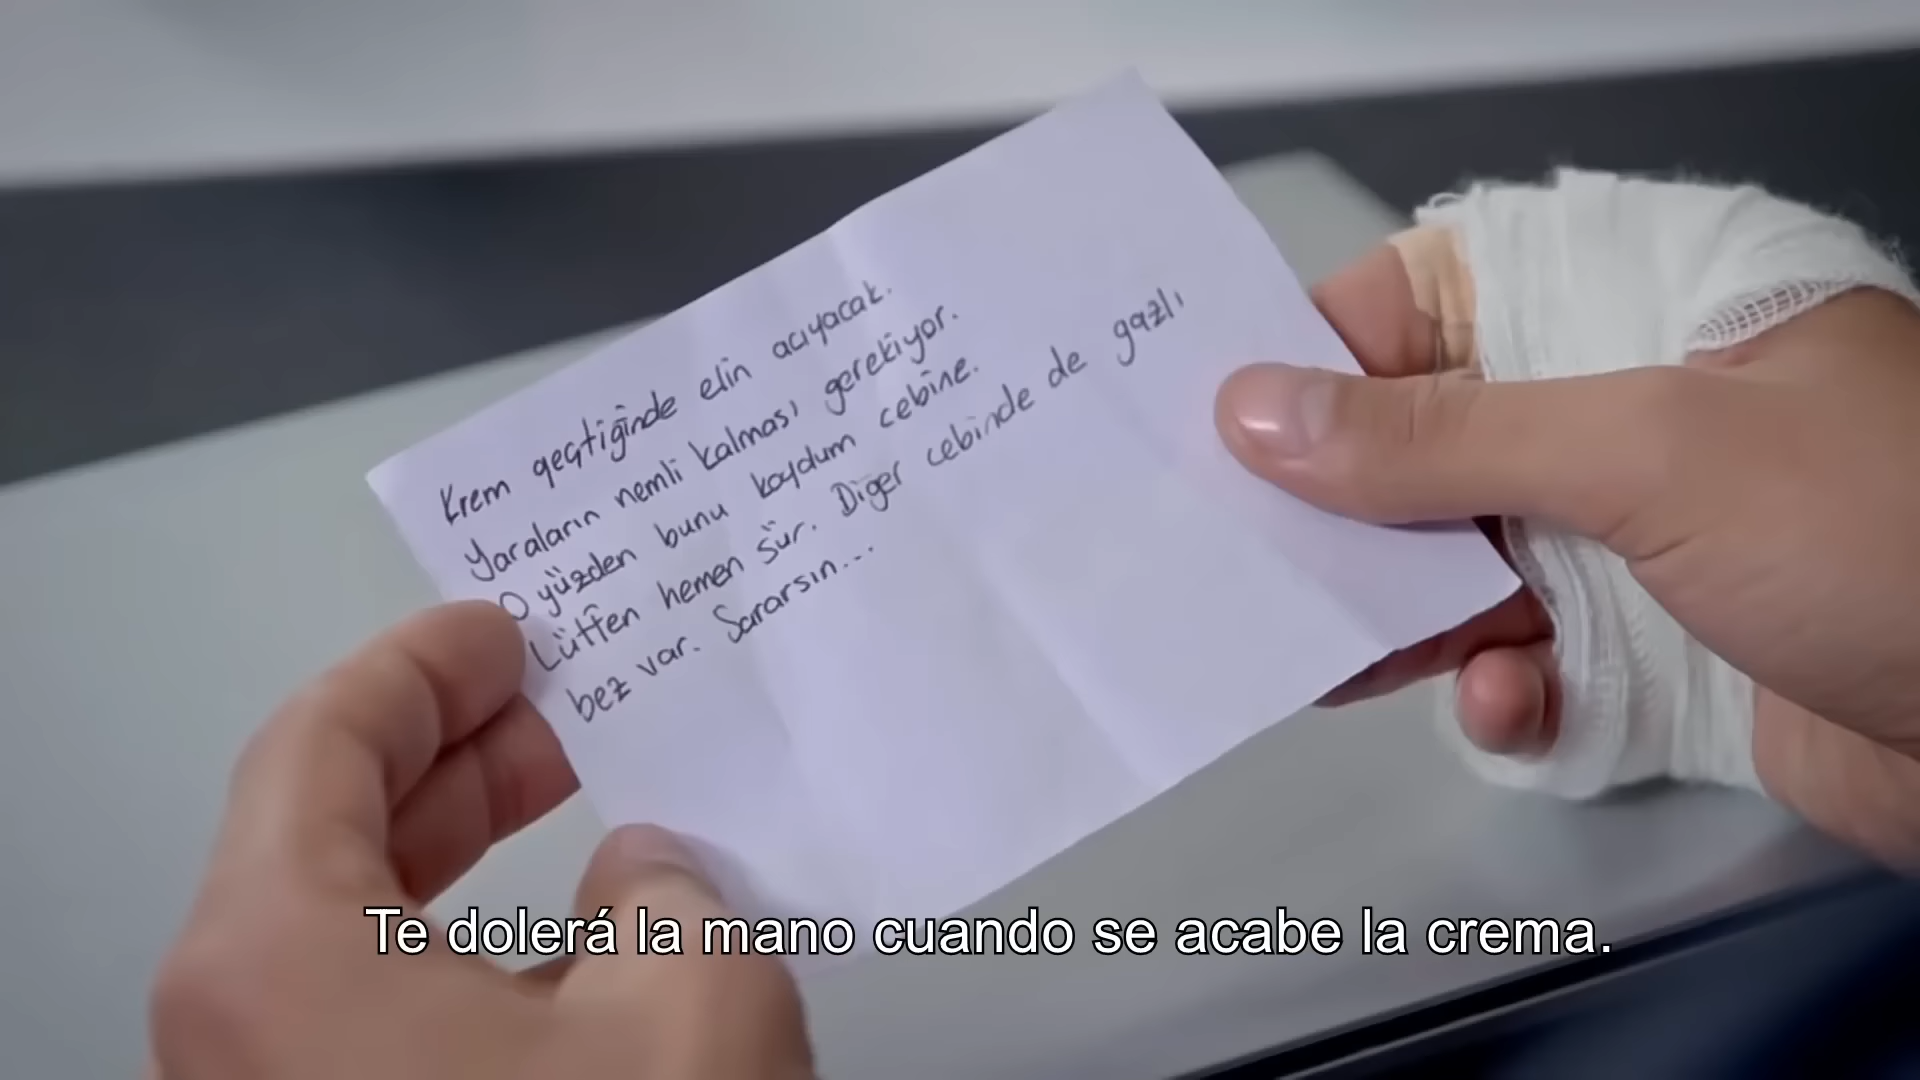 Krem geçtiğinde elin acıyacak.
Yaraların nemli kalması gerekiyor.
O yüzden bunu koydum cebine.
Lütfen hemen sür. Diğer cebinde de gazlı
bez var. Sararsın...
Te dolerá la mano cuando se acabe la crema.